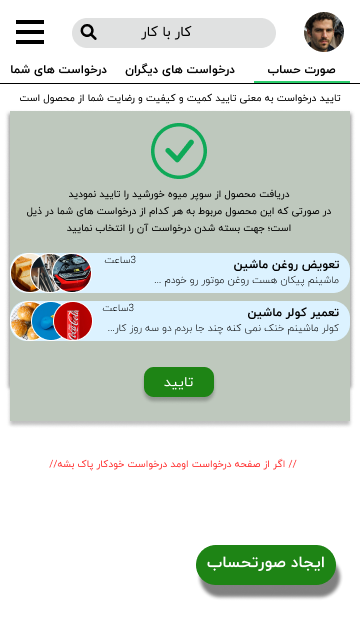 کار با کار
صورت حساب
درخواست های دیگران
درخواست های شما
تایید درخواست به معنی تایید کمیت و کیفیت و رضایت شما از محصول است
دریافت محصول از سوپر میوه خورشید را تایید نمودید
در صورتی که این محصول مربوط به هر کدام از درخواست های شما در ذیل
است؛ جهت بسته شدن درخواست آن را انتخاب نمایید
تعویض روغن ماشین
3ساعت
ماشینم پیکان هست روغن موتور رو خودم ...
تعمیر کولر ماشین
3ساعت
کولر ماشینم خنک نمی کنه چند جا بردم دو سه روز کار...
Coca-Cola
تایید
// اگر از صفحه درخواست اومد درخواست خودکار پاک بشه//
ایجاد صورتحساب